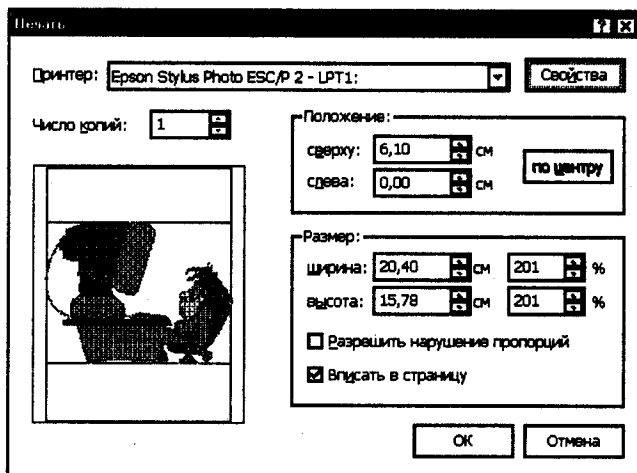 Печать
Принтер: Epson Stylus Photo ESC/P 2 - LPT1: Свойства
Число копий: 1
Положение:
сверху: 6,10 см
слева: 0,00 см
по центру
Размер:
ширина: 20,40 см 201 %
высота: 15,78 см 201 %
Разрешить нарушение пропорций
Вписать в страницу
OK Отмена